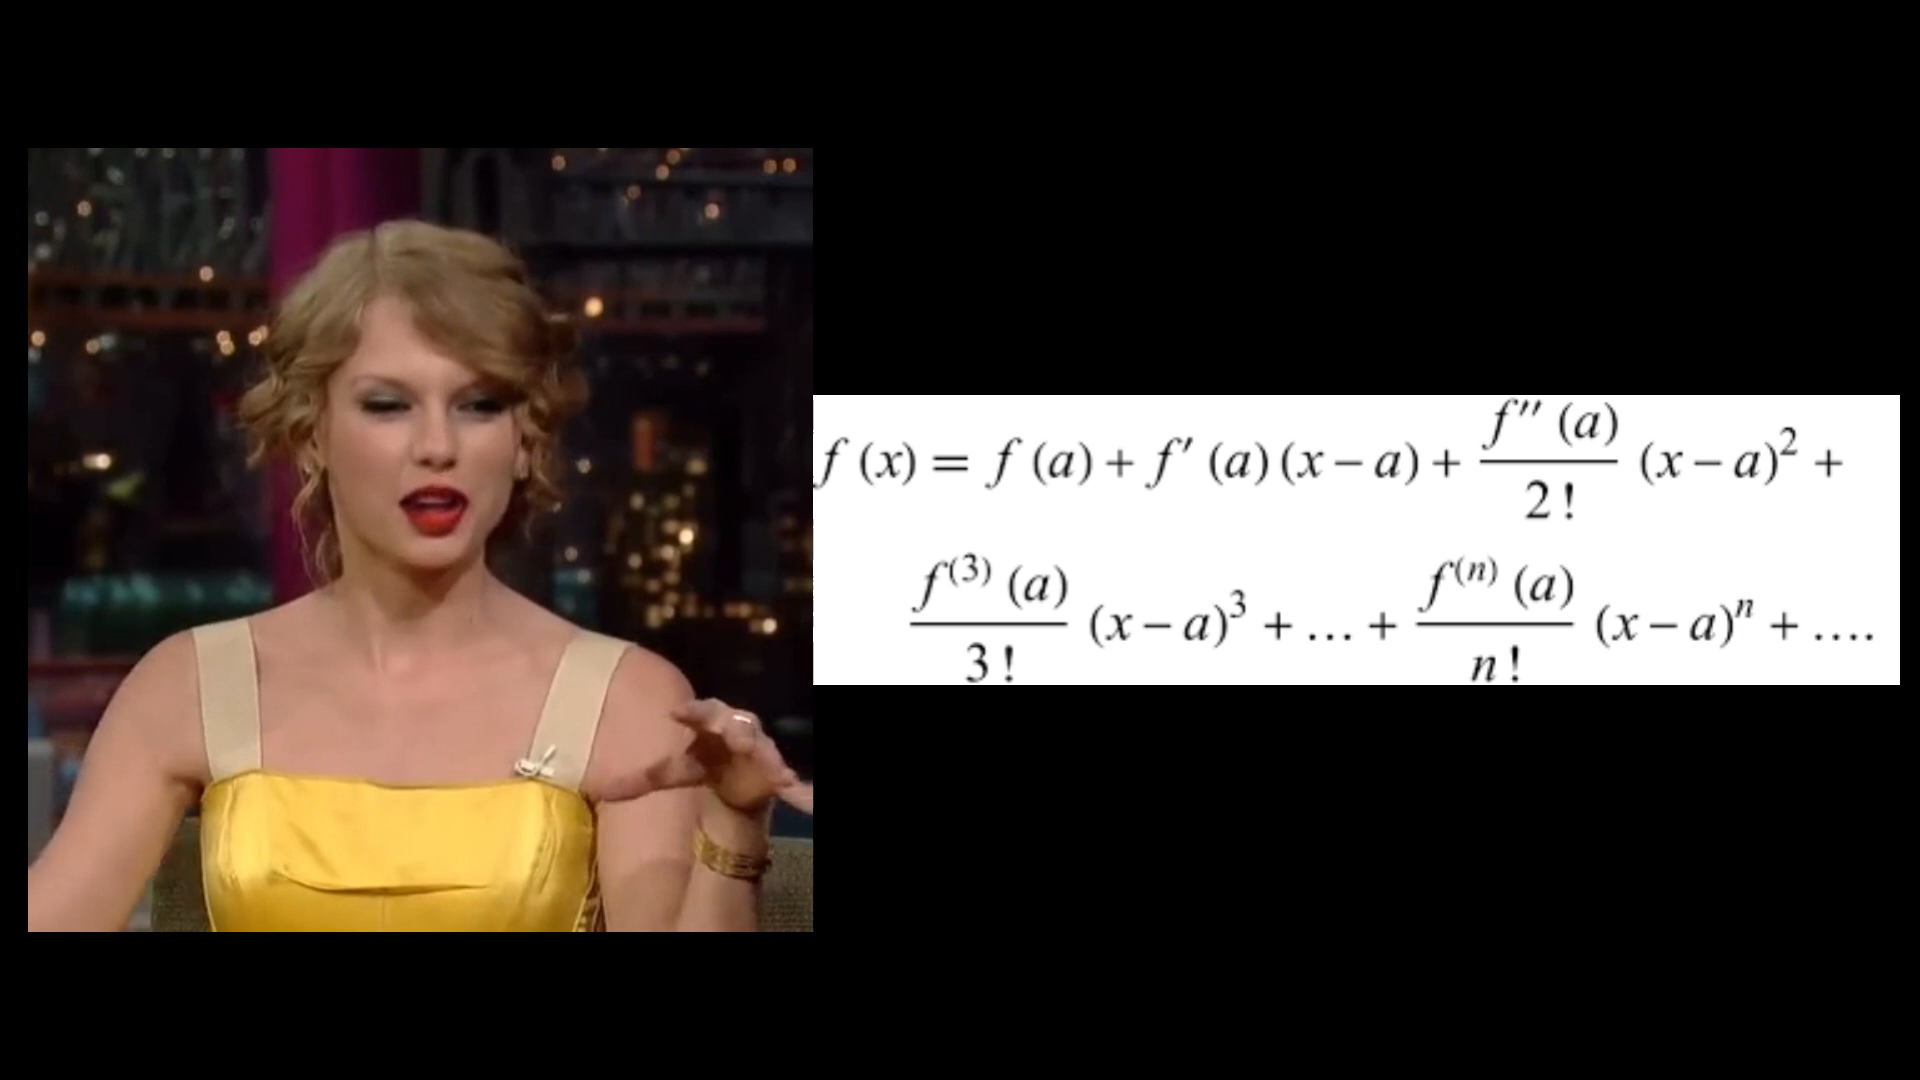 f (x) = f (a) + f′ (a) (x − a) + f″ (a)/2! (x − a)² +
f⁽³⁾ (a)/3! (x − a)³ + … + f⁽ⁿ⁾ (a)/n! (x − a)ⁿ + ….